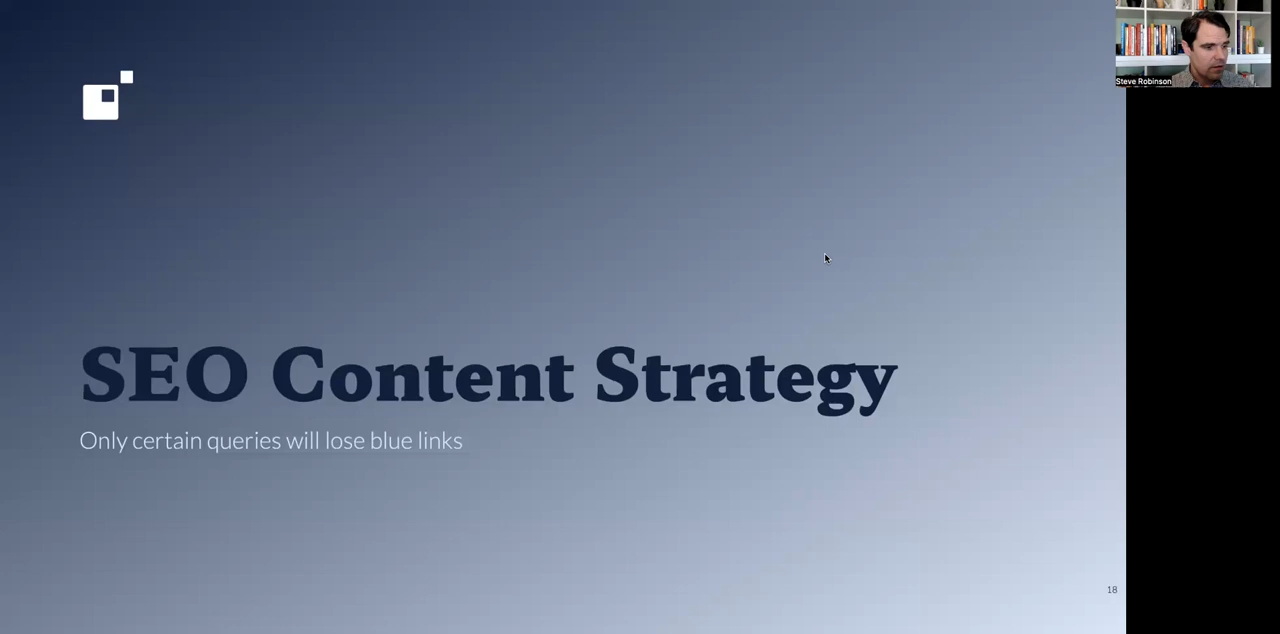 Steve Robinson
SEO Content Strategy
Only certain queries will lose blue links
18